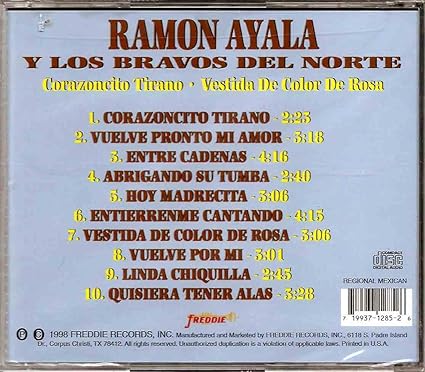 RAMON AYALA
Y LOS BRAVOS DEL NORTE
Corazoncito Tirano • Vestida De Color De Rosa
1. CORAZONCITO TIRANO - 2:25
2. VUELVE PRONTO MI AMOR - 3:18
3. ENTRE CADENAS - 4:16
4. ABRIGANDO SU TUMBA - 2:40
5. HOY MADRECITA - 3:06
6. ENTIERRENME CANTANDO - 4:15
7. VESTIDA DE COLOR DE ROSA - 3:06
8. VUELVE POR MI - 3:01
9. LINDA CHIQUILLA - 2:45
10. QUISIERA TENER ALAS - 3:28
COMPACT
disc
DIGITAL AUDIO
REGIONAL MEXICAN
freddie
7 19937-1285-2 6
℗ © 1998 FREDDIE RECORDS, INC. Manufactured and Marketed by FREDDIE RECORDS, INC., 6118 S. Padre Island
Dr., Corpus Christi, TX 78412. All rights reserved. Unauthorized duplication is a violation of applicable laws. Printed in U.S.A.